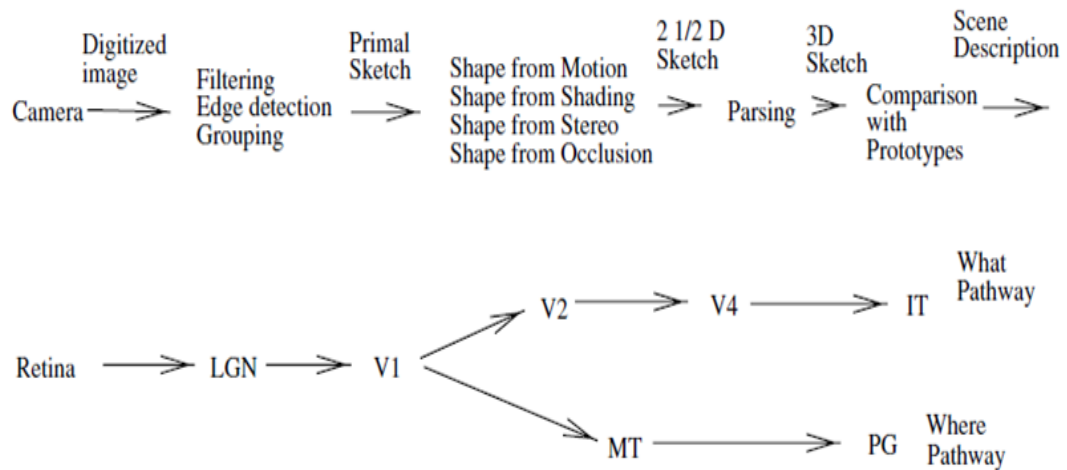 Camera
Digitized
image
Filtering
Edge detection
Grouping
Primal
Sketch
Shape from Motion
Shape from Shading
Shape from Stereo
Shape from Occlusion
2 1/2 D
Sketch
Parsing
3D
Sketch
Comparison
with
Prototypes
Scene
Description
Retina
LGN
V1
V2
V4
IT
What
Pathway
MT
PG
Where
Pathway